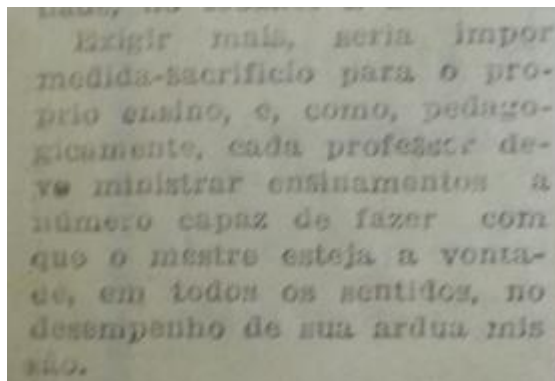 Exigir mais, seria impor
medida-sacrificio para o pro-
prio ensino, e, como, pedago-
gicamente, cada professor de-
ve ministrar ensinamentos a
número capaz de fazer com
que o mestre esteja a vonta-
de, em todos os sentidos, no
desempenho de sua ardua mis
são.